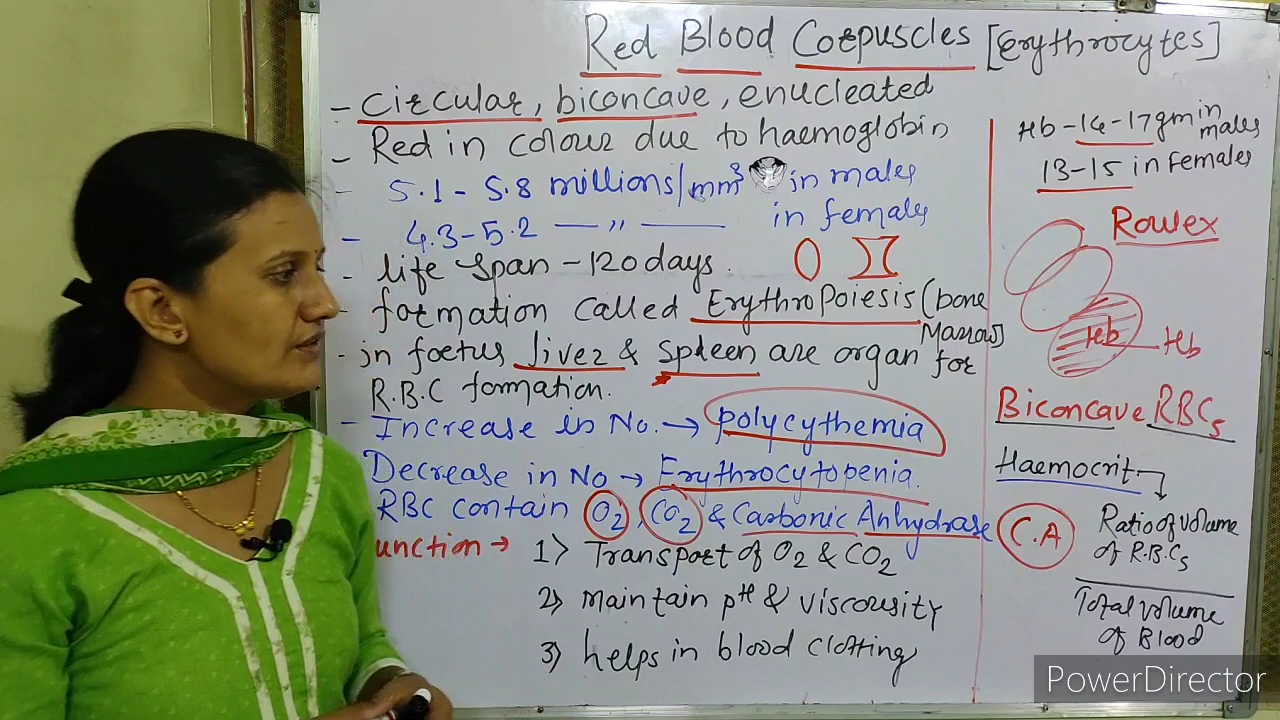 Red Blood Corpuscles [Erythrocytes]
- Circular, biconcave, enucleated
- Red in colour due to haemoglobin
- 5.1 - 5.8 millions/mm³ in males
- 4.3-5.2 — " — in females
- life span - 120 days.
- formation called Erythropoiesis (bone Marrow)
- in foetus liver & spleen are organ for
R.B.C formation.
- Increase in No. → polycythemia
Decrease in No → Erythrocytopenia.
RBC contain O2, CO2 & Carbonic Anhydrase
unction → 1) Transport of O2 & CO2
2) maintain pH & viscousity
3) helps in blood clotting
Hb - 14 - 17 gm in males
13-15 in females
Roulex
Hb - Hb
Biconcave RBCs
Haemocrit
C.A
Ratio of volume
of R.B.Cs
Total volume
of Blood
PowerDirector